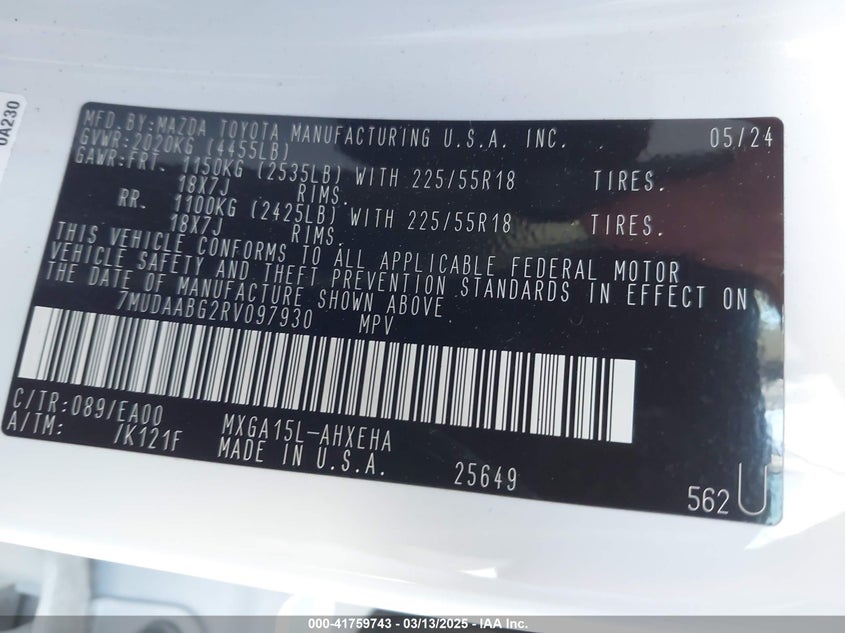 0A230
MFD. BY:MAZDA TOYOTA MANUFACTURING U.S.A. INC. 05/24
GVWR:2020KG (4455LB)
GAWR:FRT. 1150KG (2535LB) WITH 225/55R18 TIRES.
18X7J RIMS.
RR. 1100KG (2425LB) WITH 225/55R18 TIRES.
18X7J RIMS.
THIS VEHICLE CONFORMS TO ALL APPLICABLE FEDERAL MOTOR
VEHICLE SAFETY AND THEFT PREVENTION STANDARDS IN EFFECT ON
THE DATE OF MANUFACTURE SHOWN ABOVE.
7MUDAABG2RV097930 MPV
C/TR:089/EA00 MXGA15L-AHXEHA
A/TM: /K121F MADE IN U.S.A. 25649
562 U
000-41759743 - 03/13/2025 - IAA Inc.